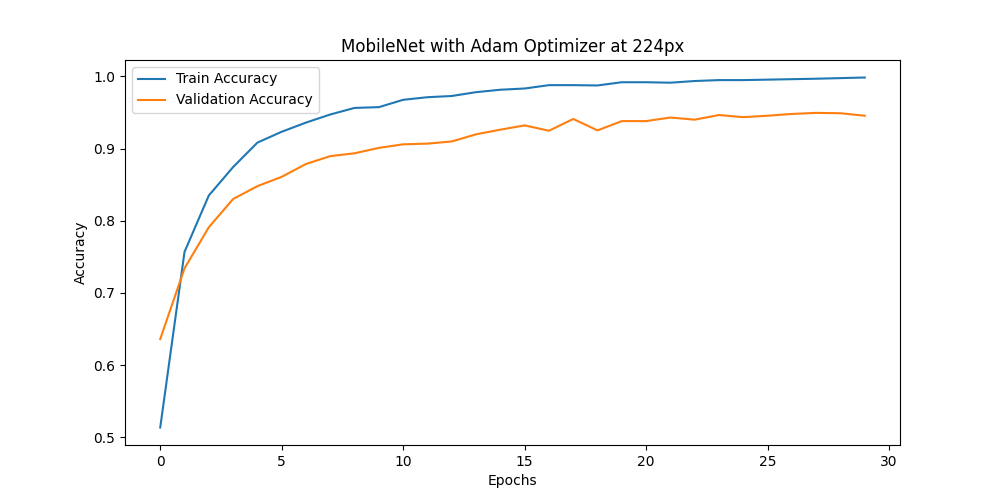 MobileNet with Adam Optimizer at 224px
Train Accuracy
Validation Accuracy
1.0
0.9
0.8
0.7
0.6
0.5
Accuracy
0 5 10 15 20 25 30
Epochs